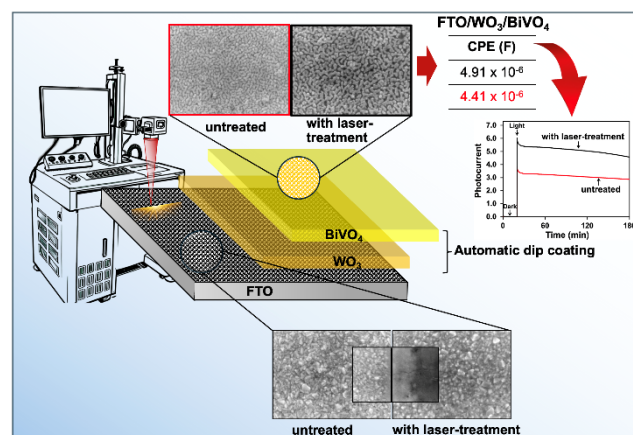 FTO/WO₃/BiVO₄
CPE (F)
4.91 x 10⁻⁶
4.41 x 10⁻⁶
untreated
with laser-
treatment
Light
7.0
6.0
5.0
4.0
3.0
2.0
1.0
0.0
Photocurrent
with laser-treatment
untreated
Dark
0
60
120
180
Time (min)
BiVO₄
WO₃
FTO
Automatic dip coating
untreated
with laser-treatment